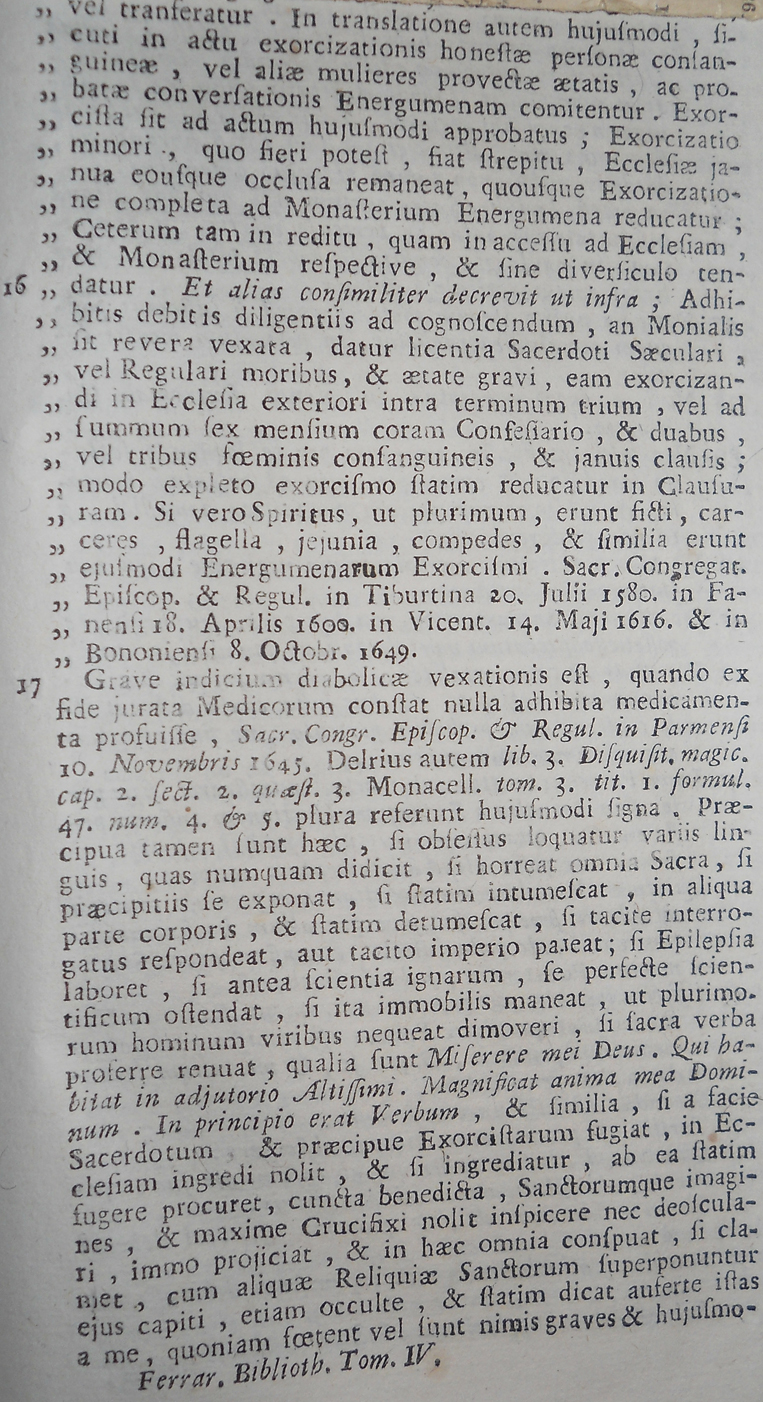 „ vel tranſferatur . In translatione autem hujuſmodi , ſi-
„ cuti in actu exorcizationis honeſtæ perſonæ conſan-
„ guineæ , vel aliæ mulieres provectæ ætatis , ac pro-
„ batæ converſationis Energumenam comitentur . Exor-
„ ciſta ſit ad actum hujuſmodi approbatus ; Exorcizatio
„ minori , quo fieri poteſt , fiat ſtrepitu , Eccleſiæ ja-
„ nua eouſque occluſa remaneat , quouſque Exorcizatio-
„ ne completa ad Monaſterium Energumena reducatur ;
„ Ceterum tam in reditu , quam in acceſſu ad Eccleſiam ,
„ & Monaſterium reſpective , & ſine diverſiculo ten-
16 „ datur . Et alias conſimiliter decrevit ut infra ; Adhi-
„ bitis debitis diligentiis ad cognoſcendum , an Monialis
„ ſit revera vexata , datur licentia Sacerdoti Sæculari ,
„ vel Regulari moribus , & ætate gravi , eam exorcizan-
„ di in Eccleſia exteriori intra terminum trium , vel ad
„ ſummum ſex menſium coram Confeſſario , & duabus ,
„ vel tribus fœminis conſanguineis , & januis clauſis ;
„ modo expleto exorciſmo ſtatim reducatur in Clauſu-
„ ram . Si vero Spiritus , ut plurimum , erunt ficti , car-
„ ceres , flagella , jejunia , compedes , & ſimilia erunt
„ ejuſmodi Energumenarum Exorciſmi . Sacr. Congregat.
„ Epiſcop. & Regul. in Tiburtina 20. Julii 1580. in Fa-
„ nenſi 18. Aprilis 1600. in Vicent. 14. Maji 1616. & in
„ Bononienſi 8. Octobr. 1649.
17 Grave indicium diabolicæ vexationis eſt , quando ex
fide jurata Medicorum conſtat nulla adhibita medicamen-
ta profuiſſe , Sacr. Congr. Epiſcop. & Regul. in Parmenſi
10. Novembris 1645. Delrius autem lib. 3. Diſquiſit. magic.
cap. 2. ſect. 2. quæſt. 3. Monacell. tom. 3. tit. 1. formul.
47. num. 4. & 5. plura referunt hujuſmodi ſigna . Præ-
cipua tamen ſunt hæc , ſi obſeſſus loquatur variis lin-
guis , quas numquam didicit , ſi horreat omnia Sacra , ſi
præcipitiis ſe exponat , ſi ſtatim intumeſcat , in aliqua
parte corporis , & ſtatim detumeſcat , ſi tacite interro-
gatus reſpondeat , aut tacito imperio pareat ; ſi Epilepſia
laboret , ſi antea ſcientia ignarum , ſe perfecte ſcien-
tificum oſtendat , ſi ita immobilis maneat , ut plurimo-
rum hominum viribus nequeat dimoveri , ſi ſacra verba
proferre renuat , qualia ſunt Miſerere mei Deus . Qui ha-
bitat in adjutorio Altiſſimi . Magnificat anima mea Domi-
num . In principio erat Verbum , & ſimilia , ſi a facie
Sacerdotum & præcipue Exorciſtarum fugiat , in Ec-
cleſiam ingredi nolit , & ſi ingrediatur , ab ea ſtatim
fugere procuret , cuncta benedicta , Sanctorumque imagi-
nes , & maxime Crucifixi nolit inſpicere nec deoſcula-
ri , immo projiciat , & in hæc omnia conſpuat , ſi cla-
met , cum aliquæ Reliquiæ Sanctorum ſuperponuntur
ejus capiti , etiam occulte , & ſtatim dicat auferte iſtas
a me , quoniam fœtent vel ſunt nimis graves & hujuſmo-
Ferrar. Biblioth. Tom. IV.